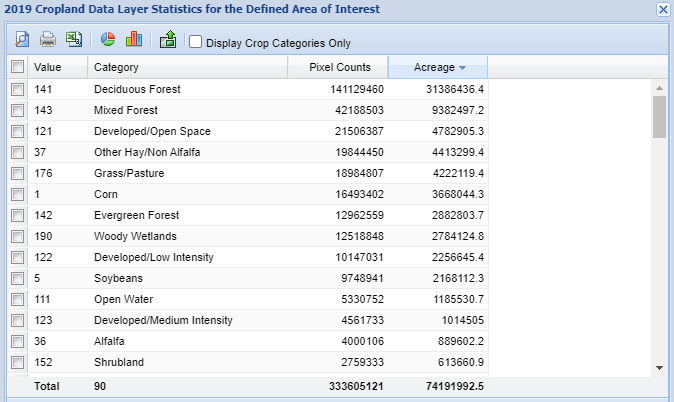 2019 Cropland Data Layer Statistics for the Defined Area of Interest
Display Crop Categories Only
Value Category Pixel Counts Acreage
141 Deciduous Forest 141129460 31386436.4
143 Mixed Forest 42188503 9382497.2
121 Developed/Open Space 21506387 4782905.3
37 Other Hay/Non Alfalfa 19844450 4413299.4
176 Grass/Pasture 18984807 4222119.4
1 Corn 16493402 3668044.3
142 Evergreen Forest 12962559 2882803.7
190 Woody Wetlands 12518848 2784124.8
122 Developed/Low Intensity 10147031 2256645.4
5 Soybeans 9748941 2168112.3
111 Open Water 5330752 1185530.7
123 Developed/Medium Intensity 4561733 1014505
36 Alfalfa 4000106 889602.2
152 Shrubland 2759333 613660.9
Total 90 333605121 74191992.5